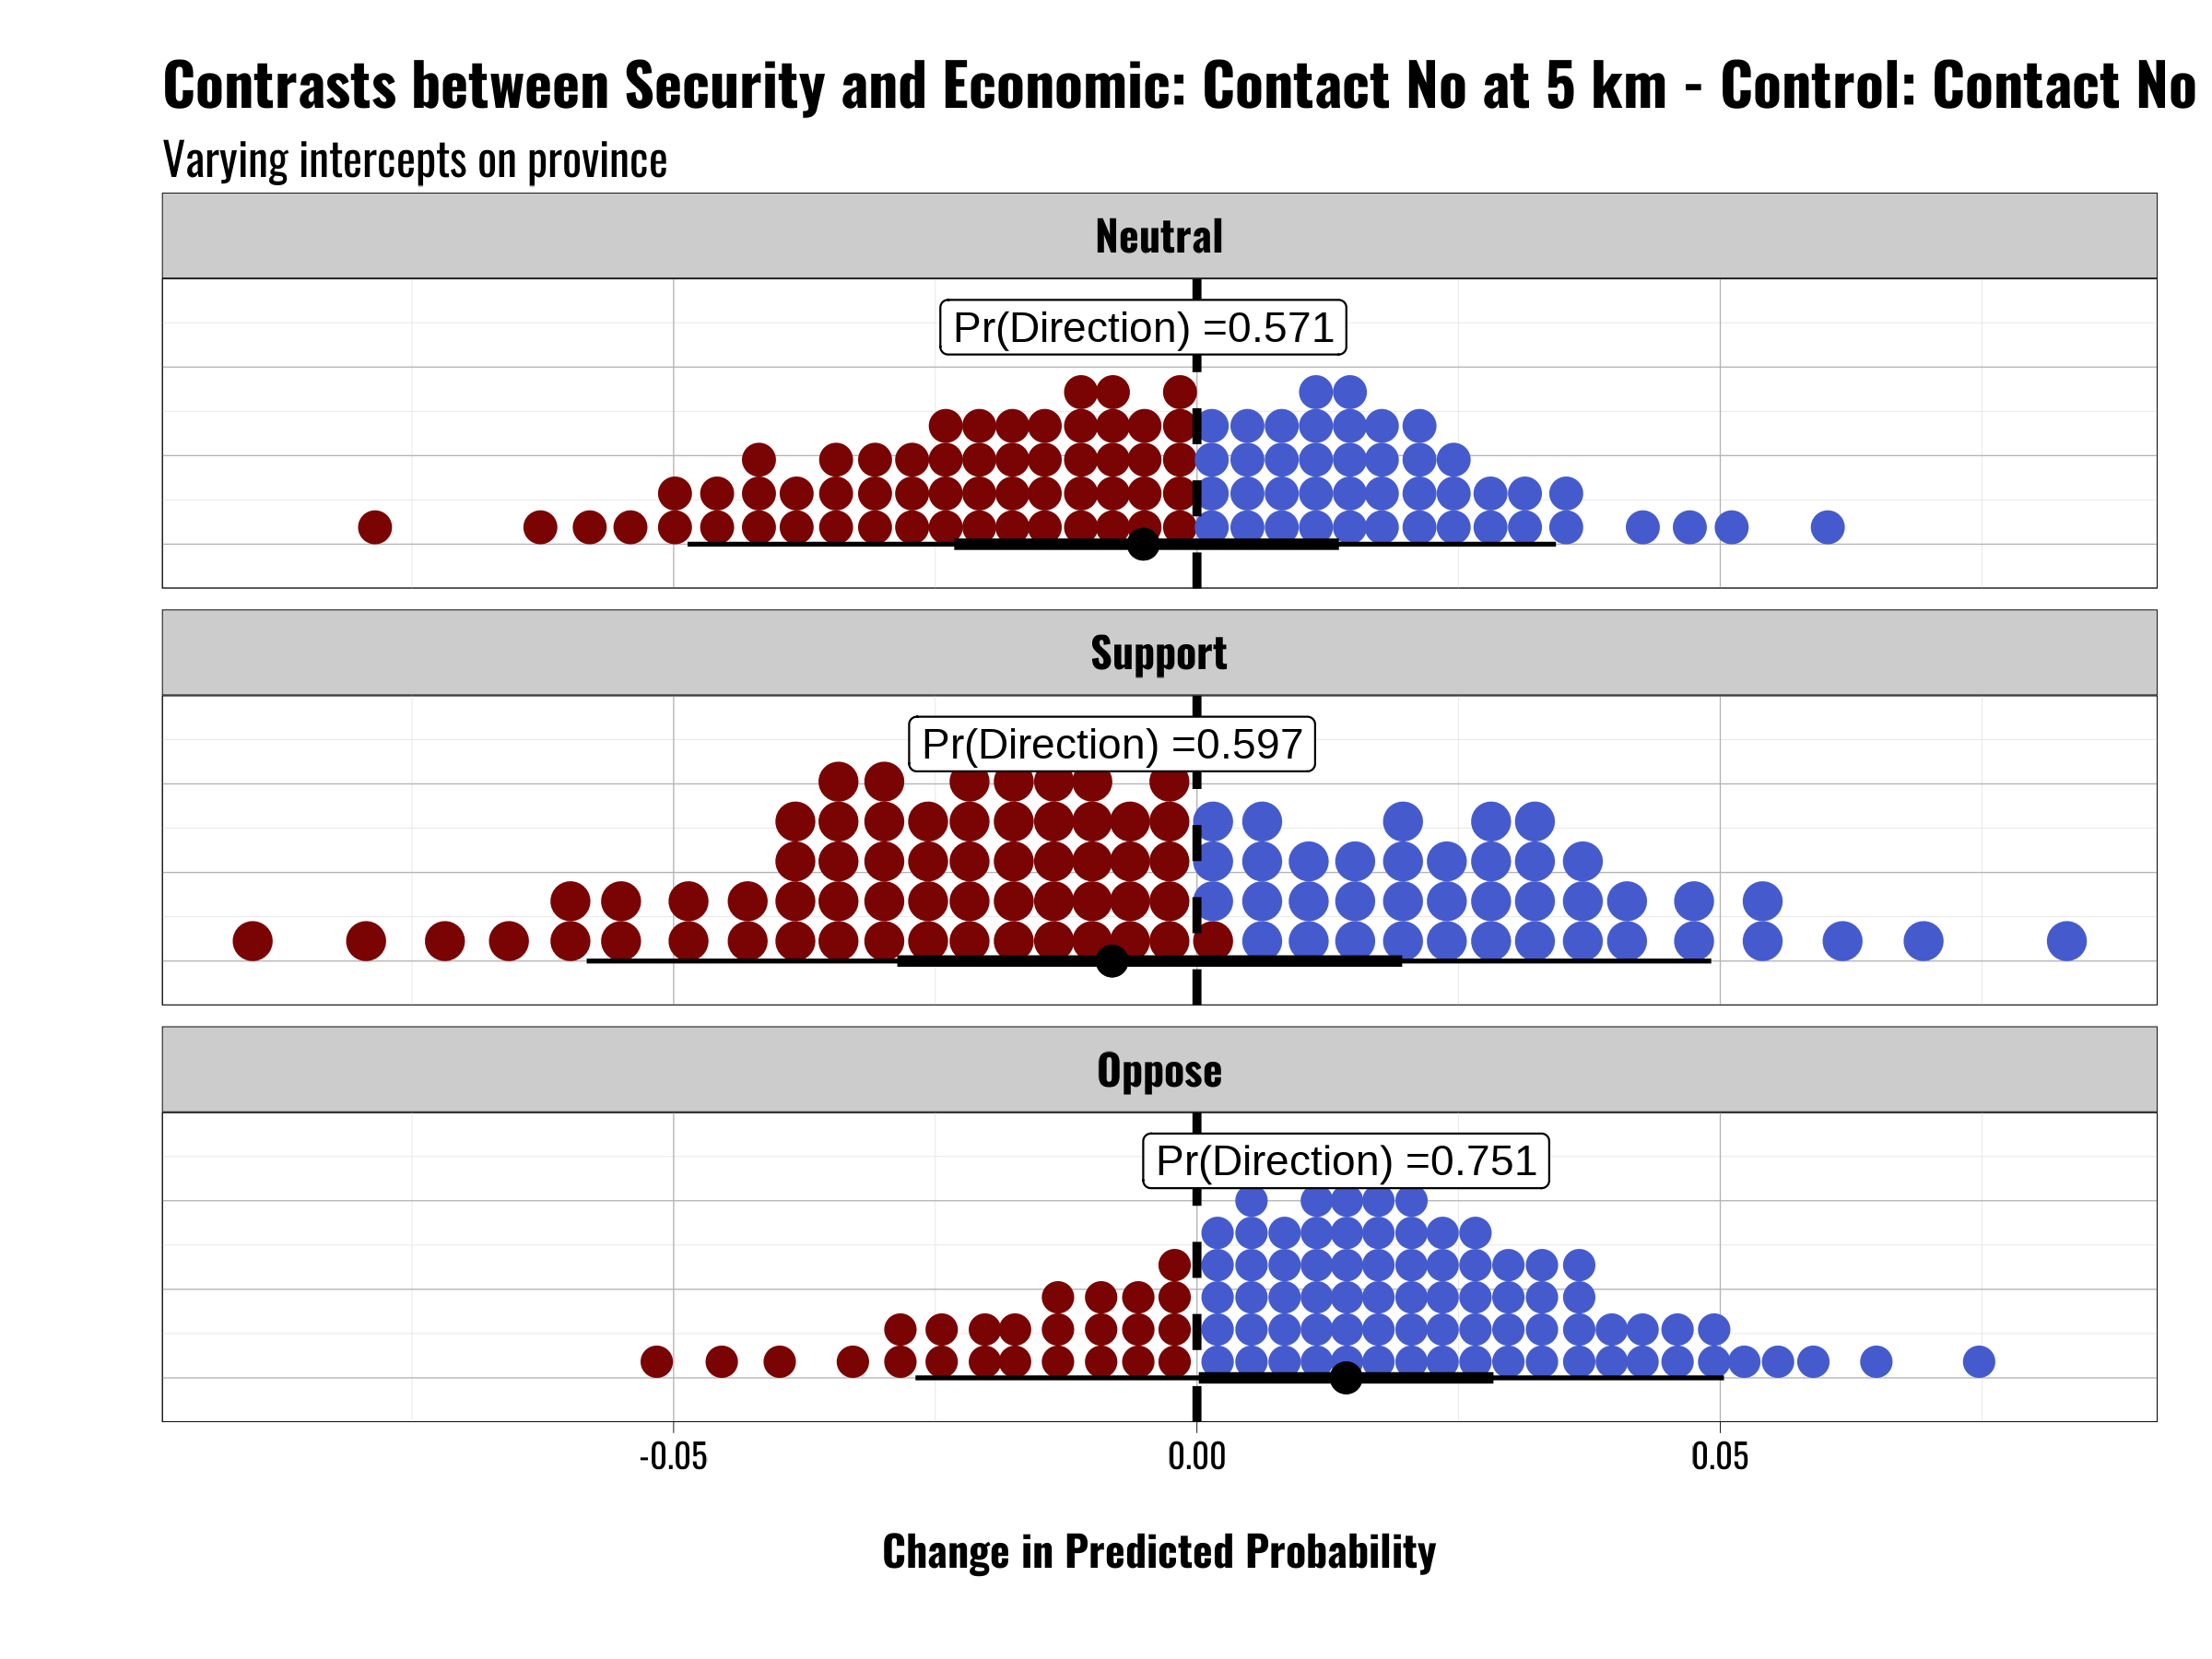 Contrasts between Security and Economic: Contact No at 5 km - Control: Contact No
Varying intercepts on province
Neutral
Pr(Direction) =0.571
Support
Pr(Direction) =0.597
Oppose
Pr(Direction) =0.751
-0.05 0.00 0.05
Change in Predicted Probability